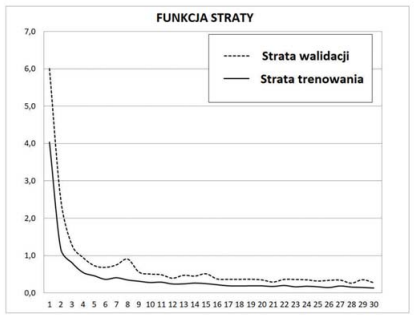 FUNKCJA STRATY
7,0
6,0
5,0
4,0
3,0
2,0
1,0
0,0
Strata walidacji
Strata trenowania
1 2 3 4 5 6 7 8 9 10 11 12 13 14 15 16 17 18 19 20 21 22 23 24 25 26 27 28 29 30